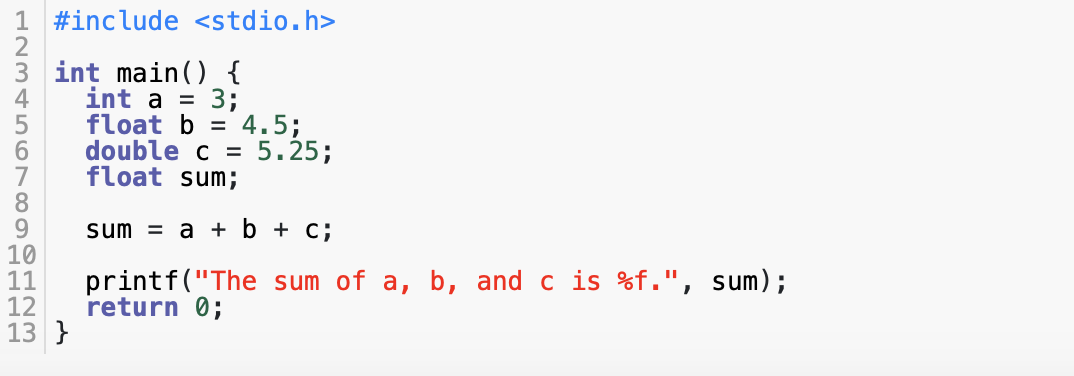 1 #include <stdio.h>
2
3 int main() {
4   int a = 3;
5   float b = 4.5;
6   double c = 5.25;
7   float sum;
8
9   sum = a + b + c;
10
11   printf("The sum of a, b, and c is %f.", sum);
12   return 0;
13 }